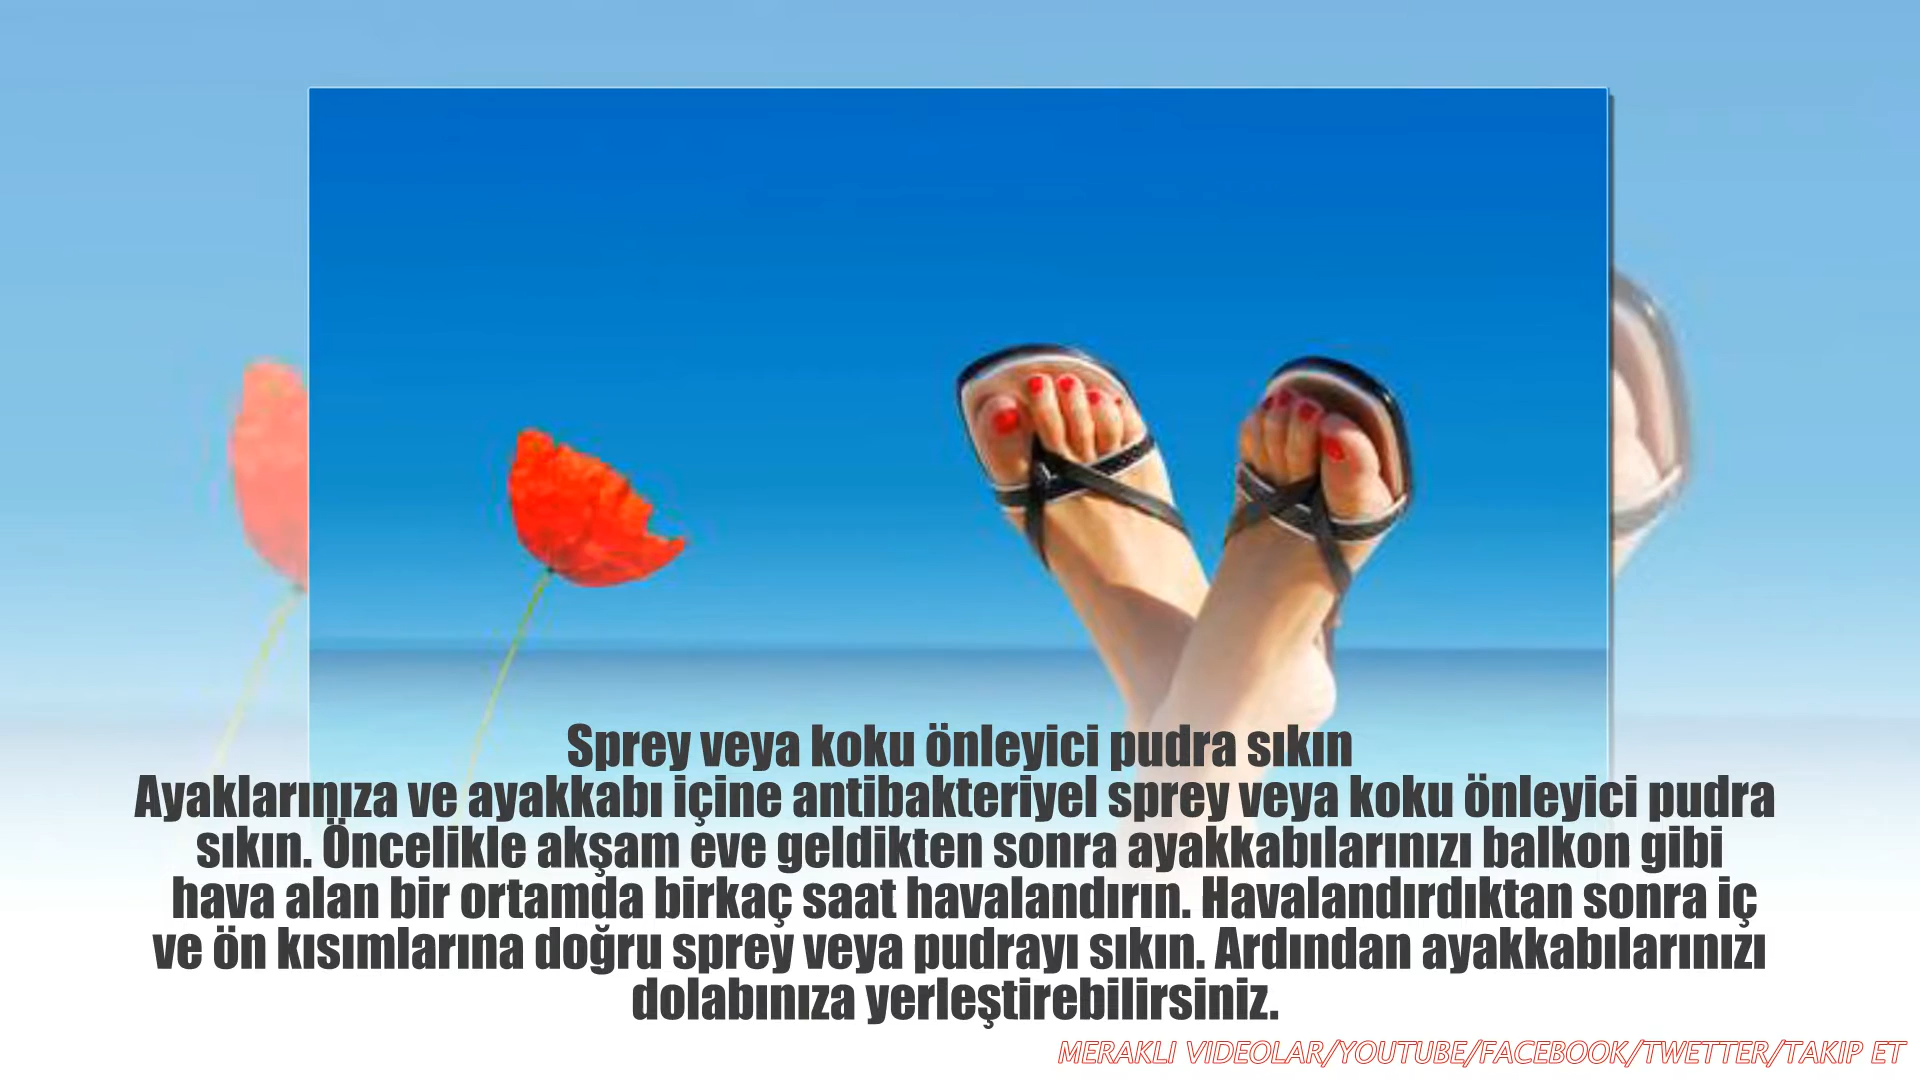 Sprey veya koku önleyici pudra sıkın
Ayaklarınıza ve ayakkabı içine antibakteriyel sprey veya koku önleyici pudra
sıkın. Öncelikle akşam eve geldikten sonra ayakkabılarınızı balkon gibi
hava alan bir ortamda birkaç saat havalandırın. Havalandırdıktan sonra iç
ve ön kısımlarına doğru sprey veya pudrayı sıkın. Ardından ayakkabılarınızı
dolabınıza yerleştirebilirsiniz.
MERAKLI VIDEOLAR/YOUTUBE/FACEBOOK/TWETTER/TAKIP ET